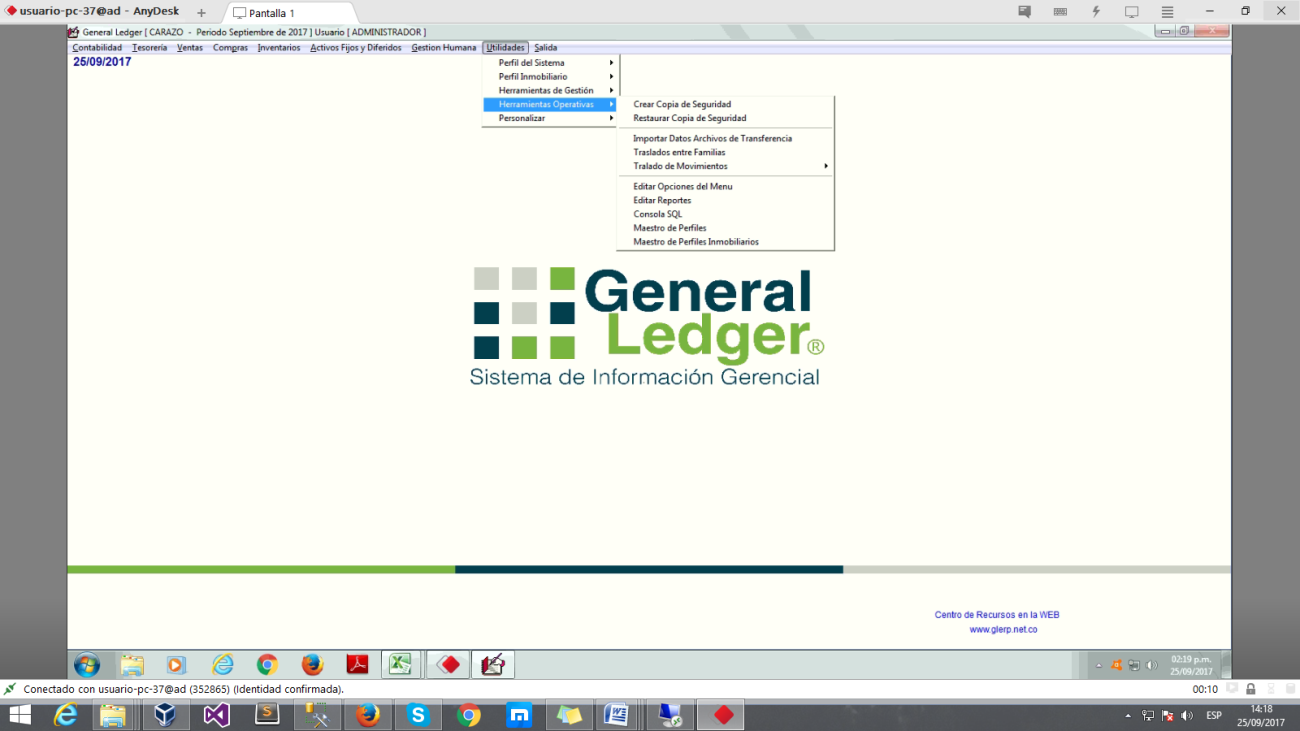 usuario-pc-37@ad - AnyDesk
Pantalla 1
General Ledger [ CARAZO - Periodo Septiembre de 2017 ] Usuario [ ADMINISTRADOR ]
Contabilidad Tesorería Ventas Compras Inventarios Activos Fijos y Diferidos Gestion Humana Utilidades Salida
25/09/2017
Perfil del Sistema
Perfil Inmobiliario
Herramientas de Gestión
Herramientas Operativas
Personalizar
Crear Copia de Seguridad
Restaurar Copia de Seguridad
Importar Datos Archivos de Transferencia
Traslados entre Familias
Tralado de Movimientos
Editar Opciones del Menu
Editar Reportes
Consola SQL
Maestro de Perfiles
Maestro de Perfiles Inmobiliarios
General
Ledger®
Sistema de Información Gerencial
Centro de Recursos en la WEB
www.glerp.net.co
02:19 p.m.
25/09/2017
Conectado con usuario-pc-37@ad (352865) (Identidad confirmada).
00:10
ESP
14:18
25/09/2017